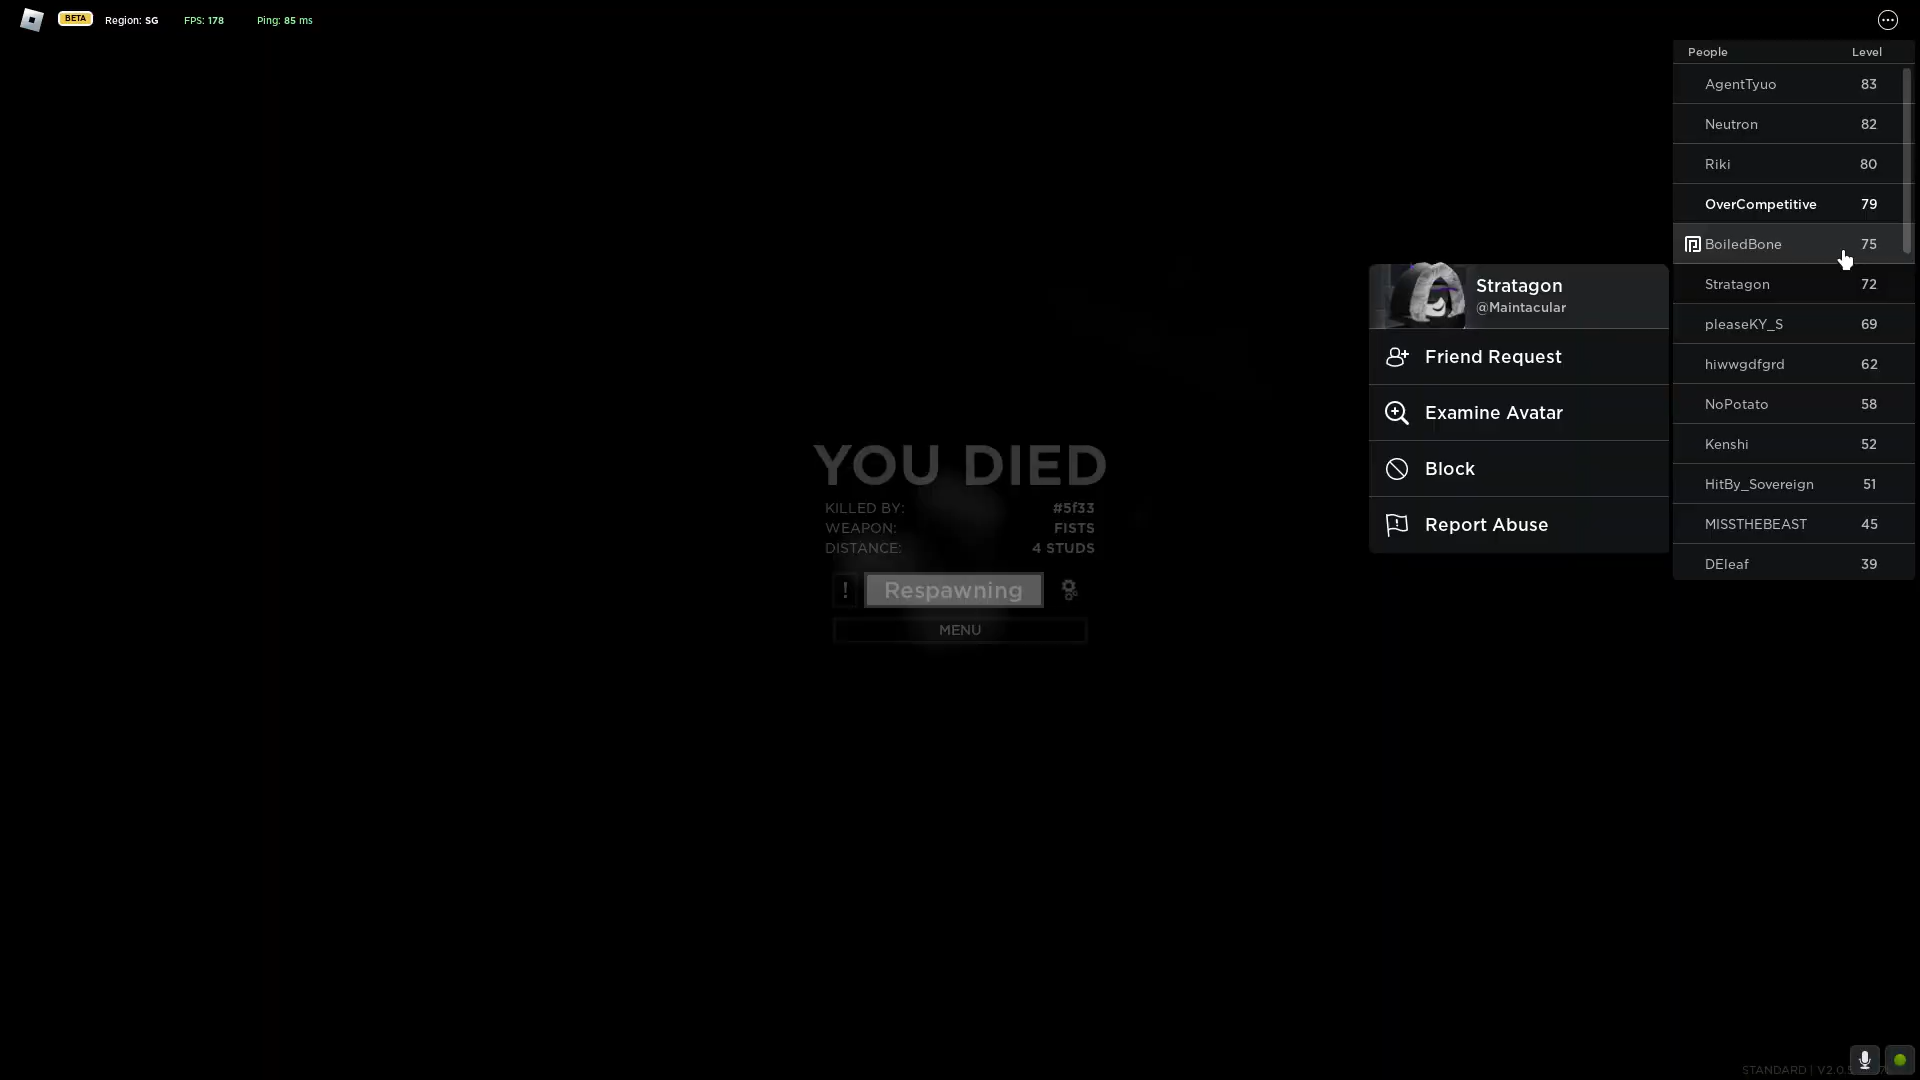 BETA Region: SG FPS: 178 Ping: 85 ms
People Level
AgentTyuo 83
Neutron 82
Riki 80
OverCompetitive 79
BoiledBone 75
Stratagon 72
pleaseKY_S 69
hiwwgdfgrd 62
NoPotato 58
Kenshi 52
HitBy_Sovereign 51
MISSTHEBEAST 45
DEleaf 39
Stratagon
@Maintacular
Friend Request
Examine Avatar
Block
Report Abuse
YOU DIED
KILLED BY: #5f33
WEAPON: FISTS
DISTANCE: 4 STUDS
! Respawning
MENU
STANDARD |